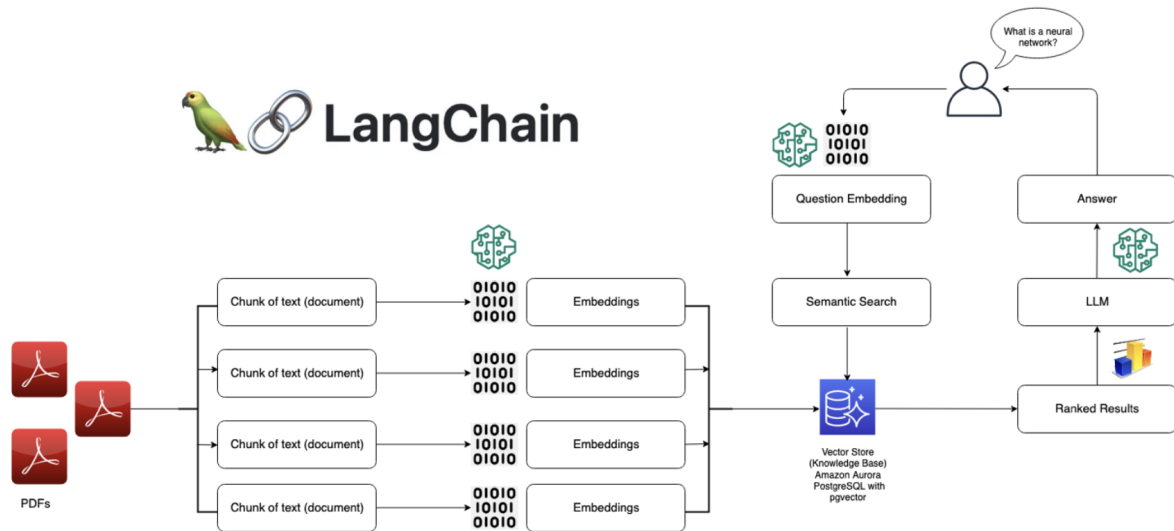 What is a neural
network?
LangChain
01010
10101
01010
Question Embedding
Answer
Chunk of text (document)
01010
10101
01010
Embeddings
Semantic Search
LLM
Chunk of text (document)
01010
10101
01010
Embeddings
Ranked Results
Chunk of text (document)
01010
10101
01010
Embeddings
Vector Store
(Knowledge Base)
Amazon Aurora
PostgreSQL with
pgvector
Chunk of text (document)
01010
10101
01010
Embeddings
PDFs